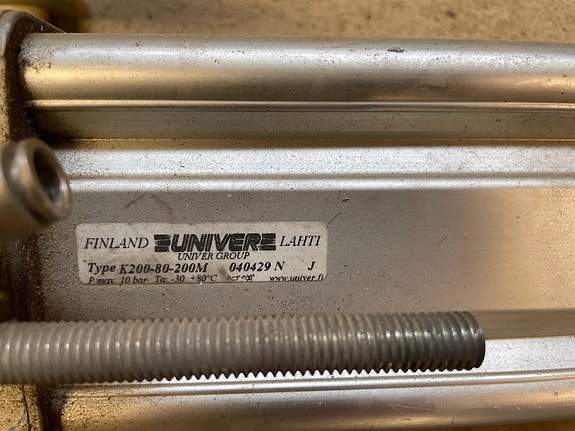 FINLAND UNIVER LAHTI
UNIVER GROUP
Type K200-80-200M 040429 N J
P max 10 bar Ta: -30 +80°C www.univer.fi